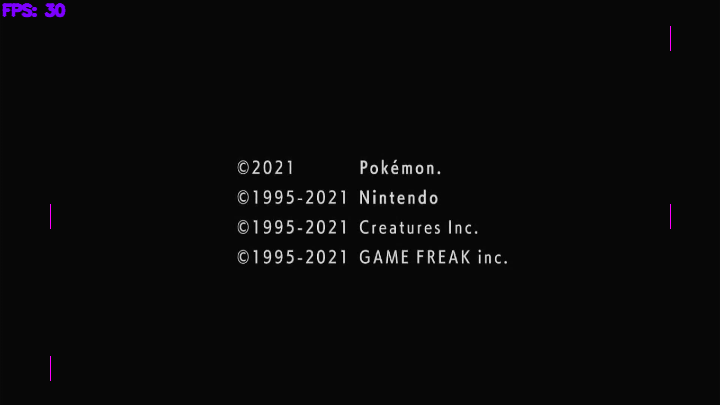 FPS: 30
©2021 Pokémon.
©1995-2021 Nintendo
©1995-2021 Creatures Inc.
©1995-2021 GAME FREAK inc.